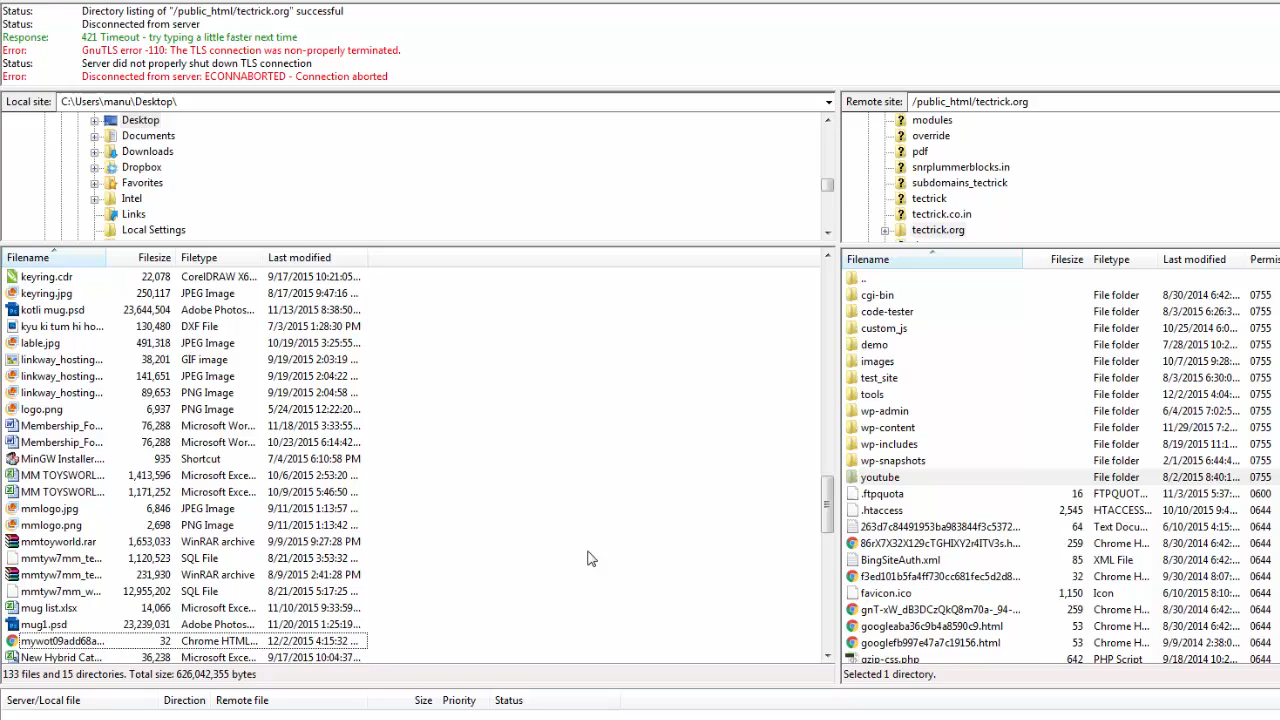 Status: Directory listing of "/public_html/tectrick.org" successful
Status: Disconnected from server
Response: 421 Timeout - try typing a little faster next time
Error: GnuTLS error -110: The TLS connection was non-properly terminated.
Status: Server did not properly shut down TLS connection
Error: Disconnected from server: ECONNABORTED - Connection aborted
Local site: C:\Users\manu\Desktop\
Desktop
Documents
Downloads
Dropbox
Favorites
Intel
Links
Local Settings
Filename Filesize Filetype Last modified
keyring.cdr 22,078 CorelDRAW X6... 9/17/2015 10:21:05...
keyring.jpg 250,117 JPEG Image 8/17/2015 9:47:16 ...
kotli mug.psd 23,644,504 Adobe Photos... 11/13/2015 8:38:50...
kyu ki tum hi ho... 130,480 DXF File 7/3/2015 1:28:30 PM
lable.jpg 491,318 JPEG Image 10/19/2015 3:25:55...
linkway_hosting... 38,201 GIF image 9/19/2015 2:03:19 ...
linkway_hosting... 141,651 PNG Image 9/19/2015 2:04:22 ...
linkway_hosting... 89,653 PNG Image 9/19/2015 2:04:58 ...
logo.png 6,937 PNG Image 5/24/2015 12:22:20...
Membership_Fo... 76,288 Microsoft Wor... 11/18/2015 3:33:55...
Membership_Fo... 76,288 Microsoft Wor... 10/23/2015 6:14:42...
MinGW Installer.... 935 Shortcut 7/4/2015 6:10:58 PM
MM TOYSWORL... 1,413,596 Microsoft Exce... 10/6/2015 2:53:20 ...
MM TOYSWORL... 1,171,252 Microsoft Exce... 10/9/2015 5:46:50 ...
mmlogo.jpg 6,846 JPEG Image 9/11/2015 1:13:57 ...
mmlogo.png 2,698 PNG Image 9/11/2015 1:13:42 ...
mmtoyworld.rar 1,653,033 WinRAR archive 9/9/2015 9:27:28 PM
mmtyw7mm_te... 1,120,523 SQL File 8/21/2015 3:53:32 ...
mmtyw7mm_te... 231,930 WinRAR archive 8/9/2015 2:41:28 PM
mmtyw7mm_w... 12,955,202 SQL File 8/21/2015 5:17:25 ...
mug list.xlsx 14,066 Microsoft Exce... 11/10/2015 9:33:59...
mug1.psd 23,239,031 Adobe Photos... 11/20/2015 1:25:19...
mywot09add68a... 32 Chrome HTML... 12/2/2015 4:15:32 ...
New Hybrid Cat... 36,238 Microsoft Exce... 9/17/2015 10:04:37...
133 files and 15 directories. Total size: 626,042,355 bytes
Remote site: /public_html/tectrick.org
modules
override
pdf
snrplummerblocks.in
subdomains_tectrick
tectrick
tectrick.co.in
tectrick.org
Filename Filesize Filetype Last modified Permis
..
cgi-bin File folder 8/30/2014 6:42:... 0755
code-tester File folder 8/3/2015 6:26:3... 0755
custom_js File folder 10/25/2014 6:0... 0755
demo File folder 7/28/2015 10:2... 0755
images File folder 10/7/2015 9:28:... 0755
test_site File folder 8/3/2015 6:30:0... 0755
tools File folder 12/2/2015 4:04:... 0755
wp-admin File folder 6/4/2015 7:02:5... 0755
wp-content File folder 11/29/2015 7:2... 0755
wp-includes File folder 8/19/2015 11:1... 0755
wp-snapshots File folder 2/1/2015 6:44:4... 0755
youtube File folder 8/2/2015 8:40:1... 0755
.ftpquota 16 FTPQUOT... 11/3/2015 5:37:... 0600
.htaccess 2,545 HTACCESS... 10/10/2015 9:4... 0644
263d7c84491953ba983844f3c5372... 64 Text Docu... 6/10/2015 4:15:... 0644
86rX7X32X129cTGHIXY2r4ITV3s.h... 259 Chrome H... 8/30/2014 6:42:... 0644
BingSiteAuth.xml 85 XML File 8/30/2014 6:42:... 0644
f3ed101b5fa4ff730cc681fec5d2d8... 32 Chrome H... 9/30/2014 8:07:... 0644
favicon.ico 1,150 Icon 8/30/2014 6:42:... 0644
gnT-xW_dB3DCzQkQ8m70a-_94-... 259 Chrome H... 8/30/2014 6:42:... 0644
googleaba36c9b4a8590c9.html 53 Chrome H... 8/30/2014 6:42:... 0644
googlefb997e47a7c19156.html 53 Chrome H... 9/9/2014 2:38:0... 0644
gzip-css.php 642 PHP Script 9/18/2014 10:2... 0644
Selected 1 directory.
Server/Local file Direction Remote file Size Priority Status